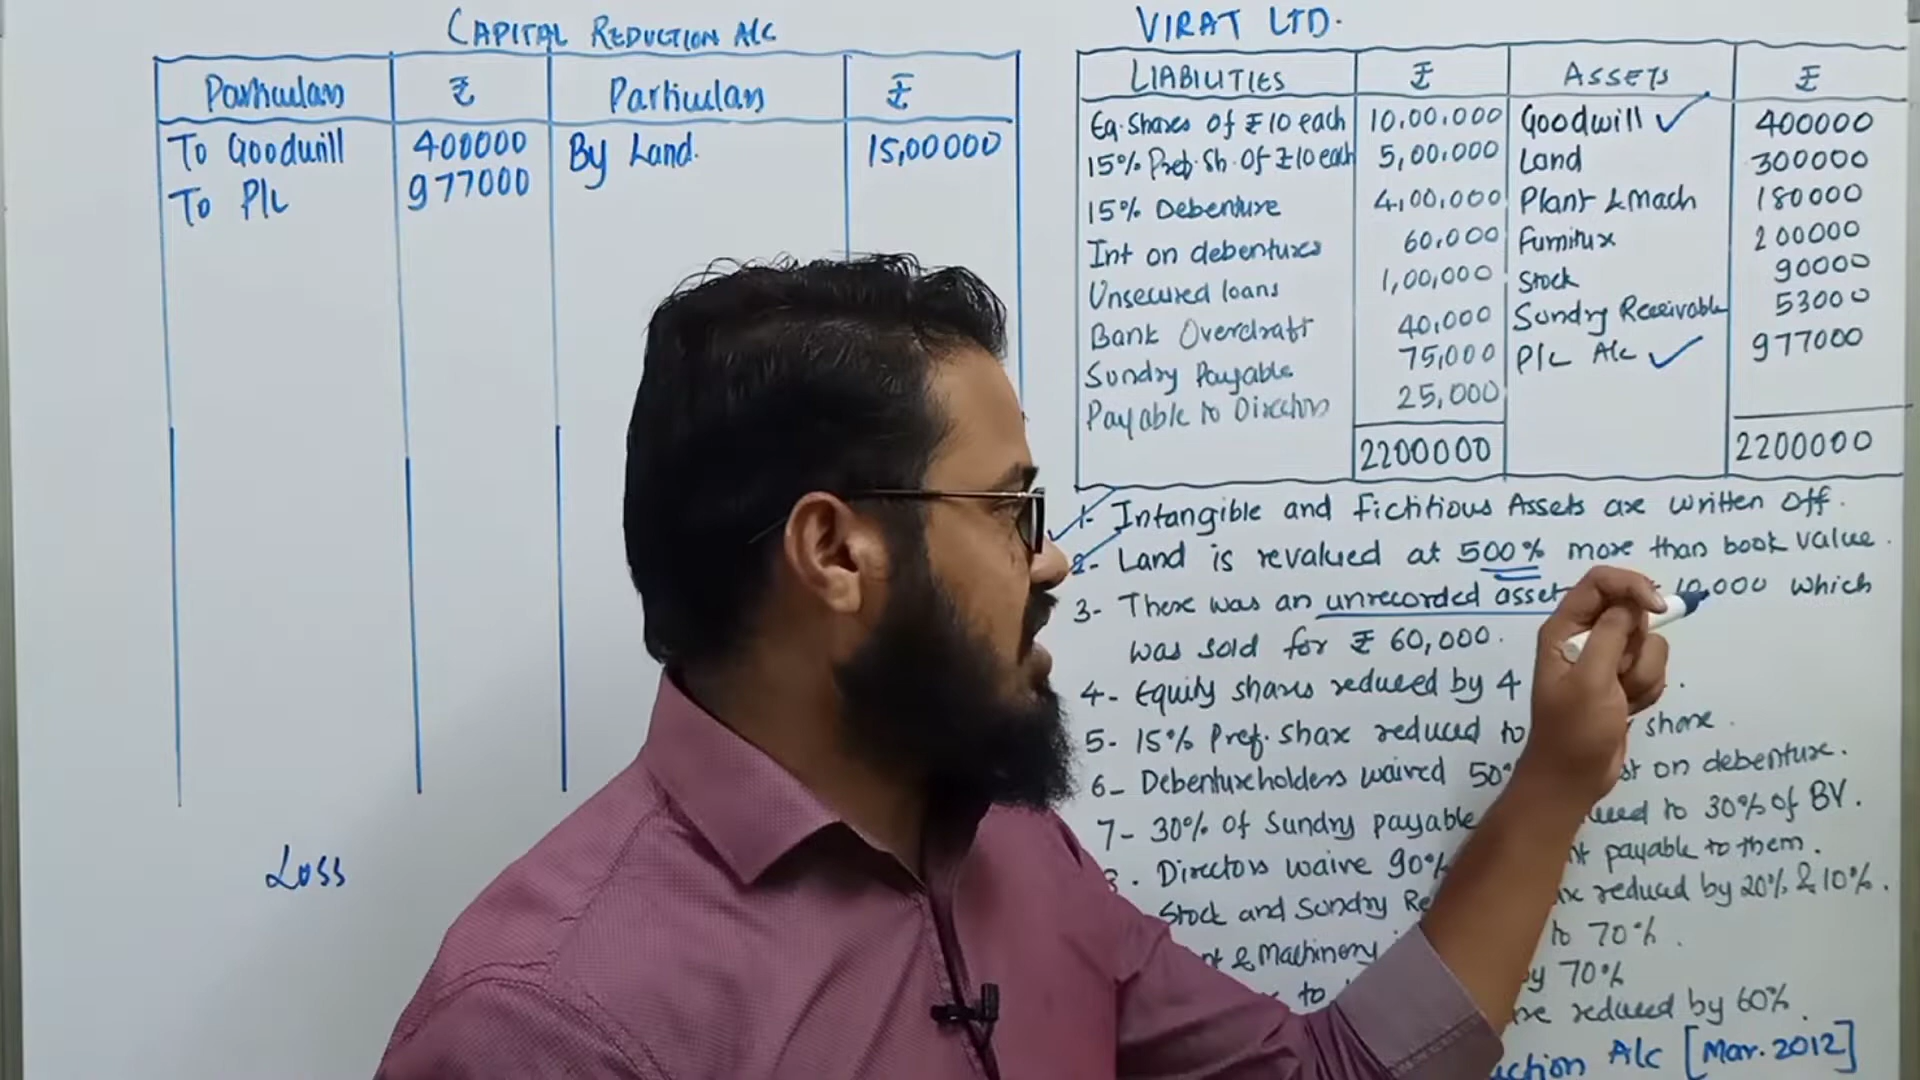 CAPITAL REDUCTION A/C
Particulars ₹ Particulars ₹
To Goodwill 400000 By Land. 15,00000
To P/L 977000
Loss
VIRAT LTD.
LIABILITIES ₹ ASSETS ₹
Eq. Shares of ₹10 each 10,00,000 Goodwill ✓ 400000
15% Pref. Sh. Of ₹10 each 5,00,000 Land 300000
15% Debenture 4,00,000 Plant & Mach 180000
Int on debentures 60,000 Furniture 200000
Unsecured loans 1,00,000 Stock 90000
Bank Overdraft 40,000 Sundry Receivable 53000
Sundry Payable 75,000 P/L A/c ✓ 977000
Payable to Directors 25,000
2200000 2200000
1- Intangible and Fictitious Assets are written off.
2- Land is revalued at 500% more than book value.
3- There was an unrecorded asset 10,000 which
was sold for ₹ 60,000.
4- Equity shares reduced by 4
5- 15% Pref. Share reduced to share.
6- Debentureholders waived 50% on debenture.
7- 30% of Sundry payable to 30% of BV.
8. Directors waive 90% payable to them.
Stock and Sundry reduced by 20% & 10%.
& Machinery to 70%.
to by 70%
reduced by 60%.
A/c [Mar. 2012]